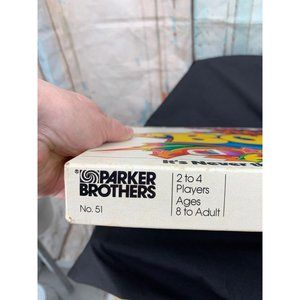 It's Never
PARKER
BROTHERS
®
No. 51
2 to 4
Players
Ages
8 to Adult